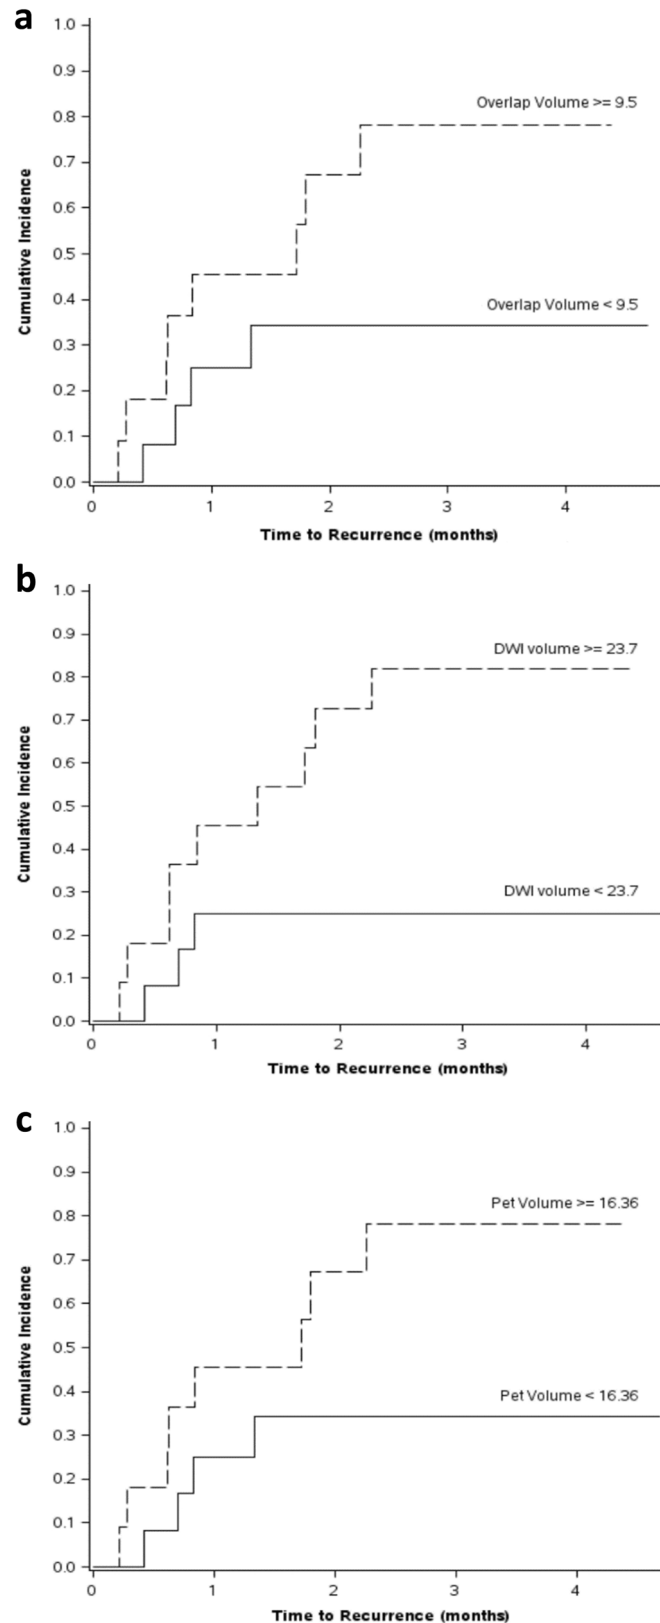 a
1.0
0.9
0.8
0.7
0.6
0.5
0.4
0.3
0.2
0.1
0.0
Cumulative Incidence
Overlap Volume >= 9.5
Overlap Volume < 9.5
0 1 2 3 4
Time to Recurrence (months)
b
1.0
0.9
0.8
0.7
0.6
0.5
0.4
0.3
0.2
0.1
0.0
Cumulative Incidence
DWI volume >= 23.7
DWI volume < 23.7
0 1 2 3 4
Time to Recurrence (months)
c
1.0
0.9
0.8
0.7
0.6
0.5
0.4
0.3
0.2
0.1
0.0
Cumulative Incidence
Pet Volume >= 16.36
Pet Volume < 16.36
0 1 2 3 4
Time to Recurrence (months)